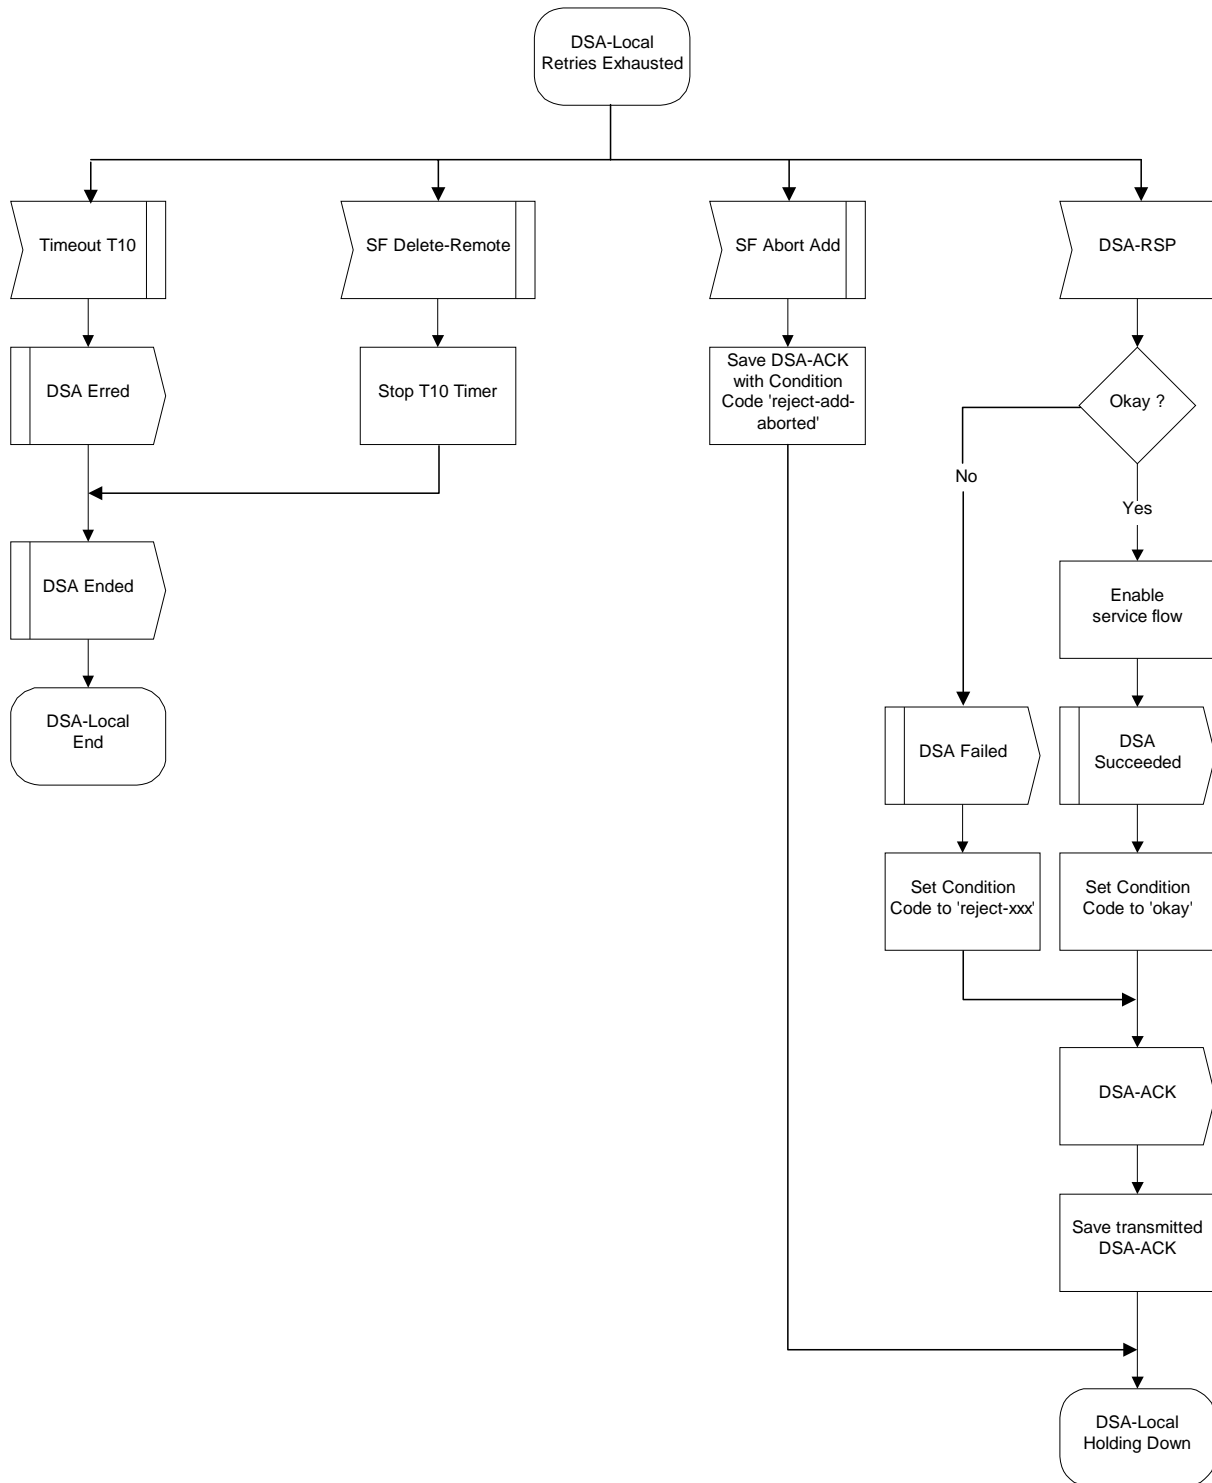 DSA-Local
Retries Exhausted
Timeout T10
SF Delete-Remote
SF Abort Add
DSA-RSP
DSA Erred
Stop T10 Timer
Save DSA-ACK
with Condition
Code 'reject-add-
aborted'
Okay ?
No
Yes
DSA Ended
Enable
service flow
DSA-Local
End
DSA Failed
DSA
Succeeded
Set Condition
Code to 'reject-xxx'
Set Condition
Code to 'okay'
DSA-ACK
Save transmitted
DSA-ACK
DSA-Local
Holding Down